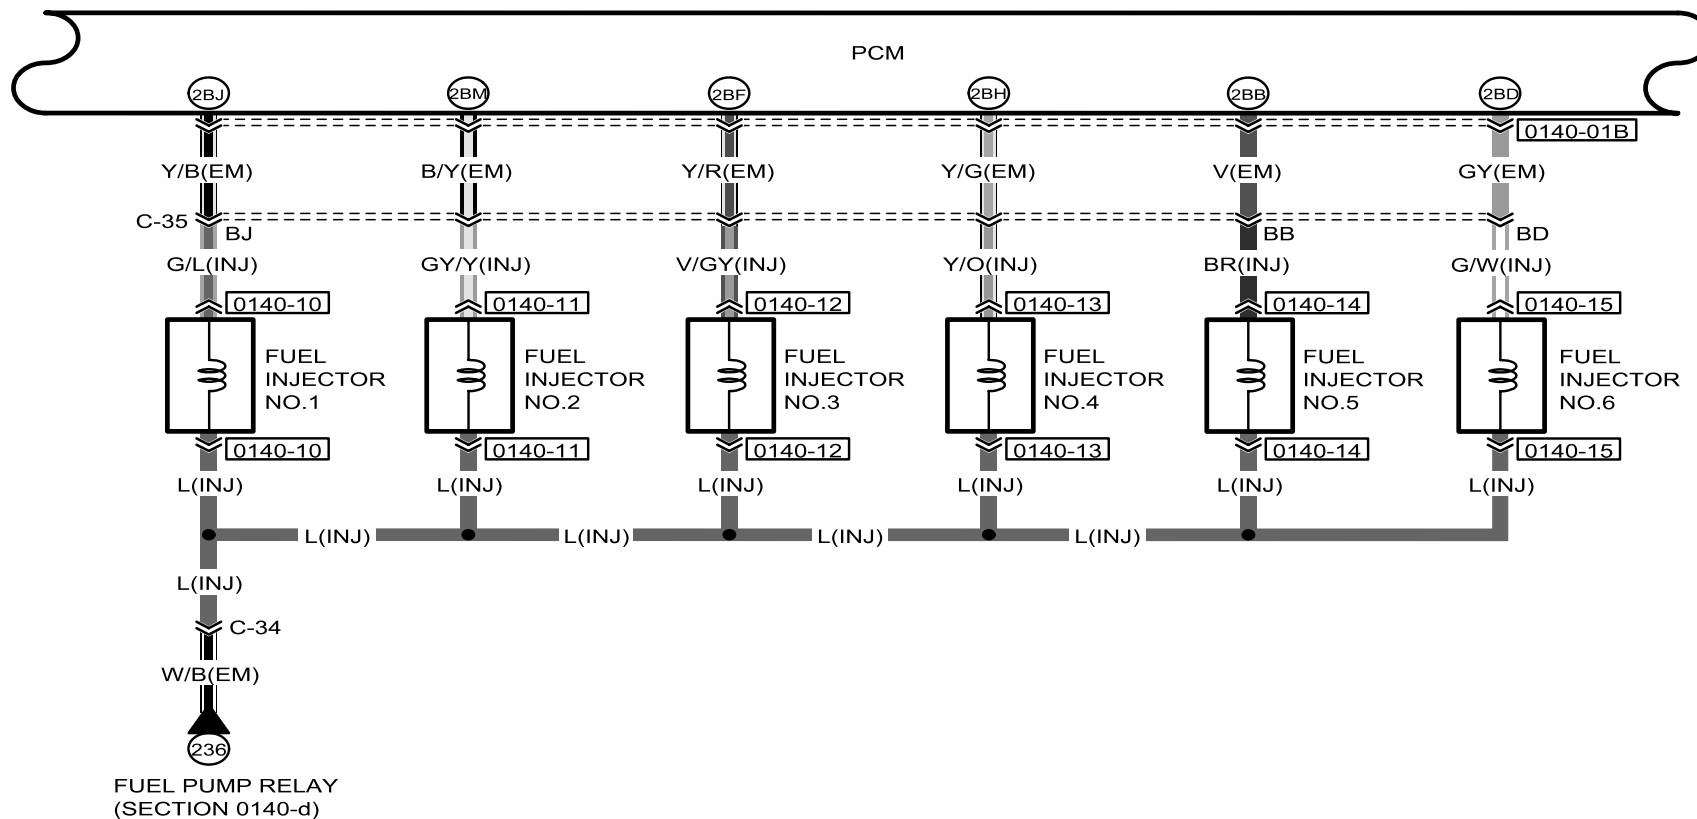 PCM
2BJ 2BM 2BF 2BH 2BB 2BD
0140-01B
Y/B(EM) B/Y(EM) Y/R(EM) Y/G(EM) V(EM) GY(EM)
C-35
BJ BB BD
G/L(INJ) GY/Y(INJ) V/GY(INJ) Y/O(INJ) BR(INJ) G/W(INJ)
0140-10 0140-11 0140-12 0140-13 0140-14 0140-15
FUEL INJECTOR NO.1
FUEL INJECTOR NO.2
FUEL INJECTOR NO.3
FUEL INJECTOR NO.4
FUEL INJECTOR NO.5
FUEL INJECTOR NO.6
0140-10 0140-11 0140-12 0140-13 0140-14 0140-15
L(INJ) L(INJ) L(INJ) L(INJ) L(INJ) L(INJ)
L(INJ) L(INJ) L(INJ) L(INJ)
L(INJ)
C-34
W/B(EM)
236
FUEL PUMP RELAY
(SECTION 0140-d)